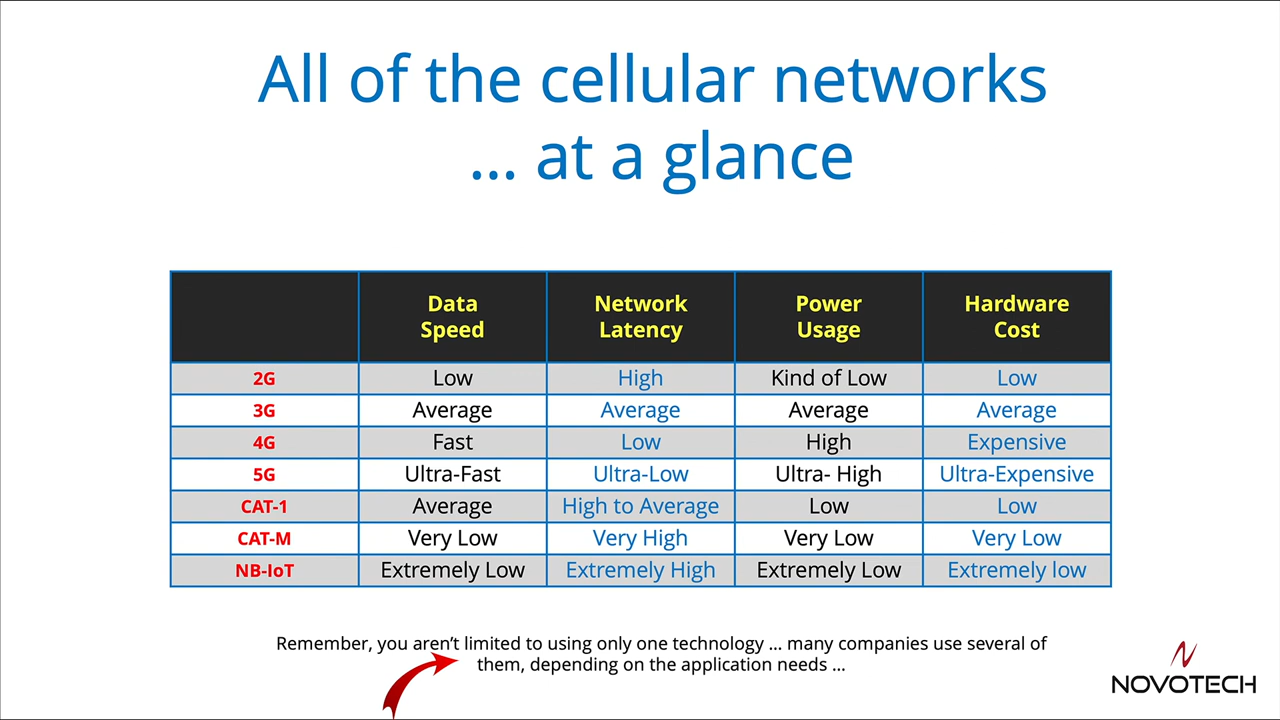 All of the cellular networks
... at a glance
Data Speed Network Latency Power Usage Hardware Cost
2G Low High Kind of Low Low
3G Average Average Average Average
4G Fast Low High Expensive
5G Ultra-Fast Ultra-Low Ultra- High Ultra-Expensive
CAT-1 Average High to Average Low Low
CAT-M Very Low Very High Very Low Very Low
NB-IoT Extremely Low Extremely High Extremely Low Extremely low
Remember, you aren't limited to using only one technology ... many companies use several of
them, depending on the application needs ...
NOVOTECH